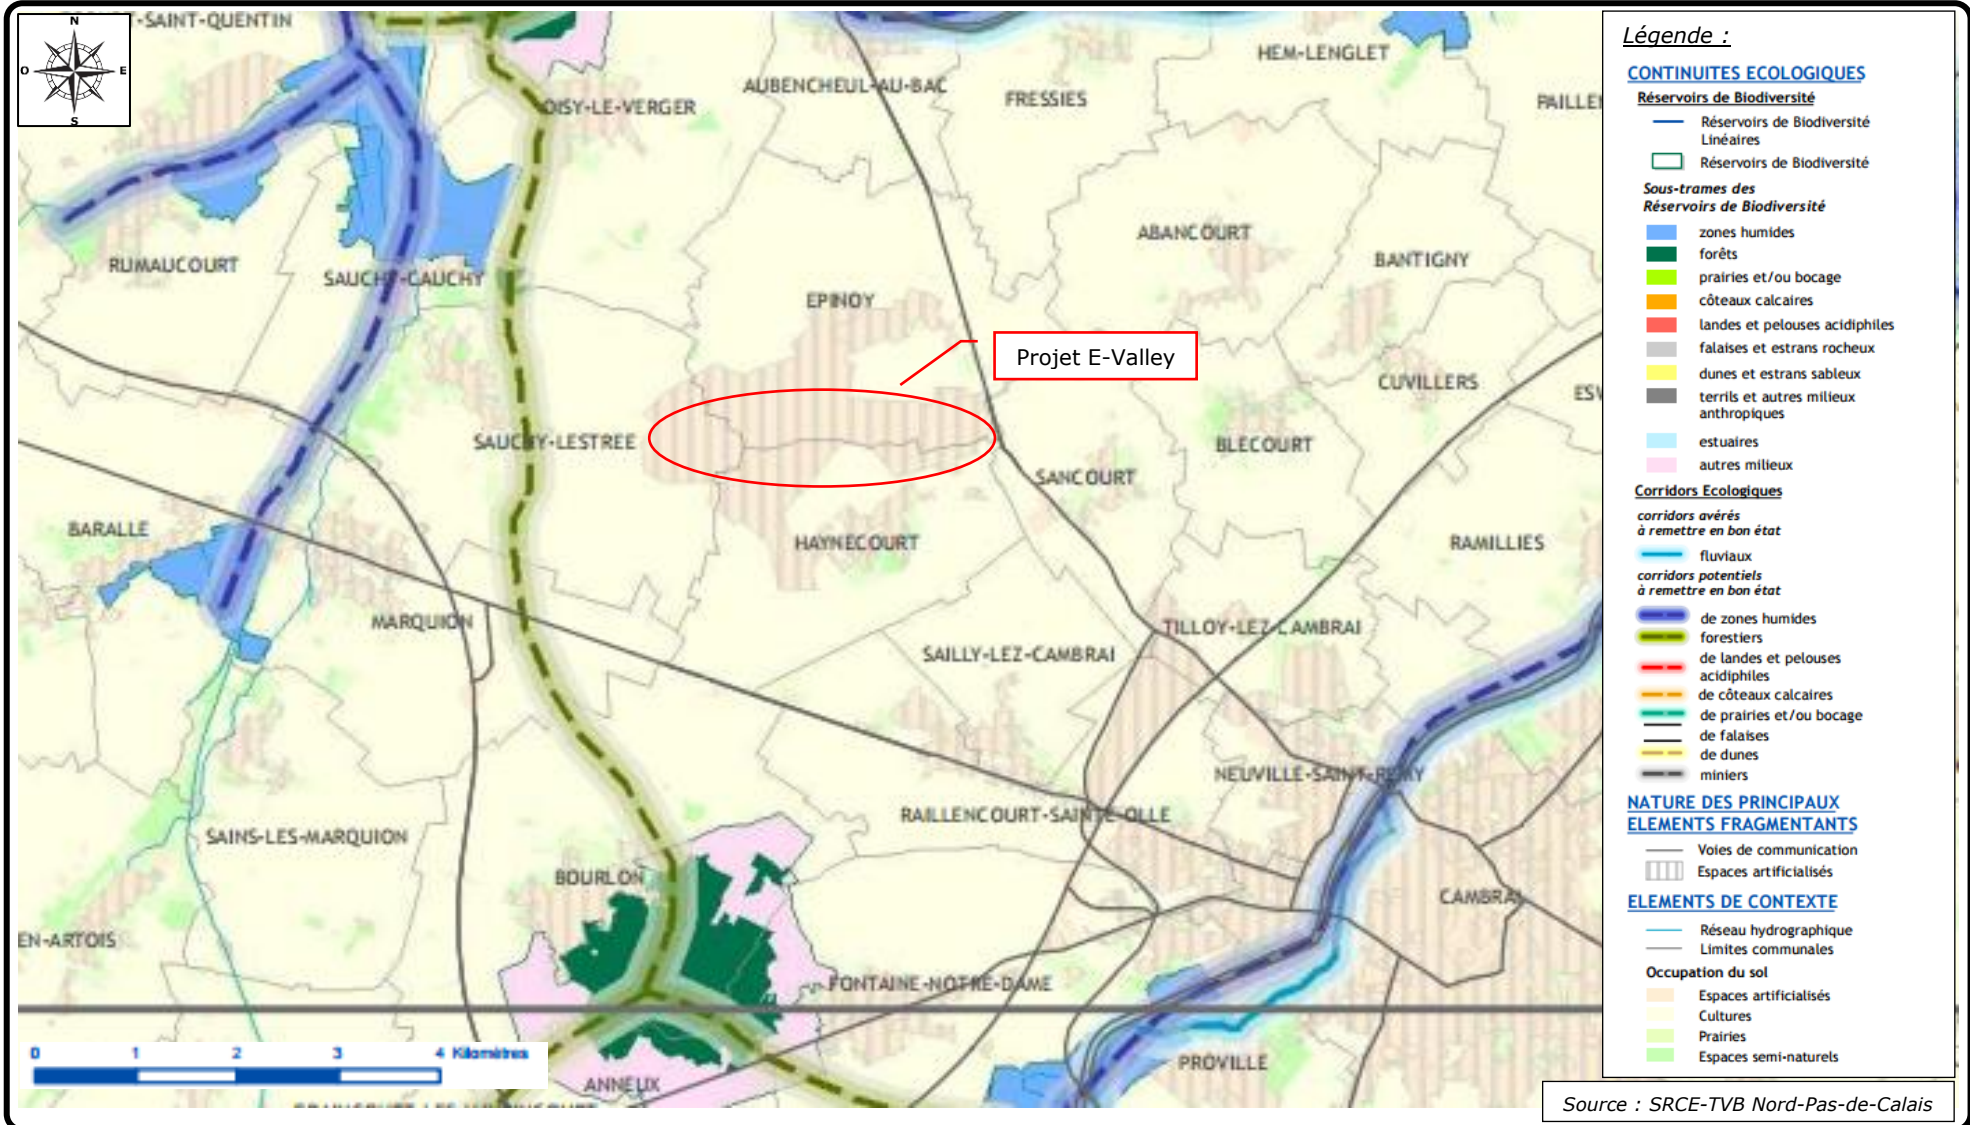 N
O
E
S
-SAINT-QUENTIN
OISY-LE-VERGER
AUBENCHEUL-AU-BAC
FRESSIES
HEM-LENGLET
PAILLE
RUMAUCOURT
SAUCHY-CAUCHY
EPINOY
ABANCOURT
BANTIGNY
Projet E-Valley
CUVILLERS
ES
SAUCHY-LESTREE
BLECOURT
SANCOURT
BARALLE
HAYNECOURT
RAMILLIES
MARQUION
TILLOY-LEZ-CAMBRAI
SAILLY-LEZ-CAMBRAI
NEUVILLE-SAINT-REMY
RAILLENCOURT-SAINTE-OLLE
SAINS-LES-MARQUION
BOURLON
CAMBRAI
EN-ARTOIS
FONTAINE-NOTRE-DAME
PROVILLE
ANNEUX
0 1 2 3 4 Kilomètres
Légende :
CONTINUITES ECOLOGIQUES
Réservoirs de Biodiversité
Réservoirs de Biodiversité
Linéaires
Réservoirs de Biodiversité
Sous-trames des
Réservoirs de Biodiversité
zones humides
forêts
prairies et/ou bocage
côteaux calcaires
landes et pelouses acidiphiles
falaises et estrans rocheux
dunes et estrans sableux
terrils et autres milieux
anthropiques
estuaires
autres milieux
Corridors Ecologiques
corridors avérés
à remettre en bon état
fluviaux
corridors potentiels
à remettre en bon état
de zones humides
forestiers
de landes et pelouses
acidiphiles
de côteaux calcaires
de prairies et/ou bocage
de falaises
de dunes
miniers
NATURE DES PRINCIPAUX
ELEMENTS FRAGMENTANTS
Voies de communication
Espaces artificialisés
ELEMENTS DE CONTEXTE
Réseau hydrographique
Limites communales
Occupation du sol
Espaces artificialisés
Cultures
Prairies
Espaces semi-naturels
Source : SRCE-TVB Nord-Pas-de-Calais